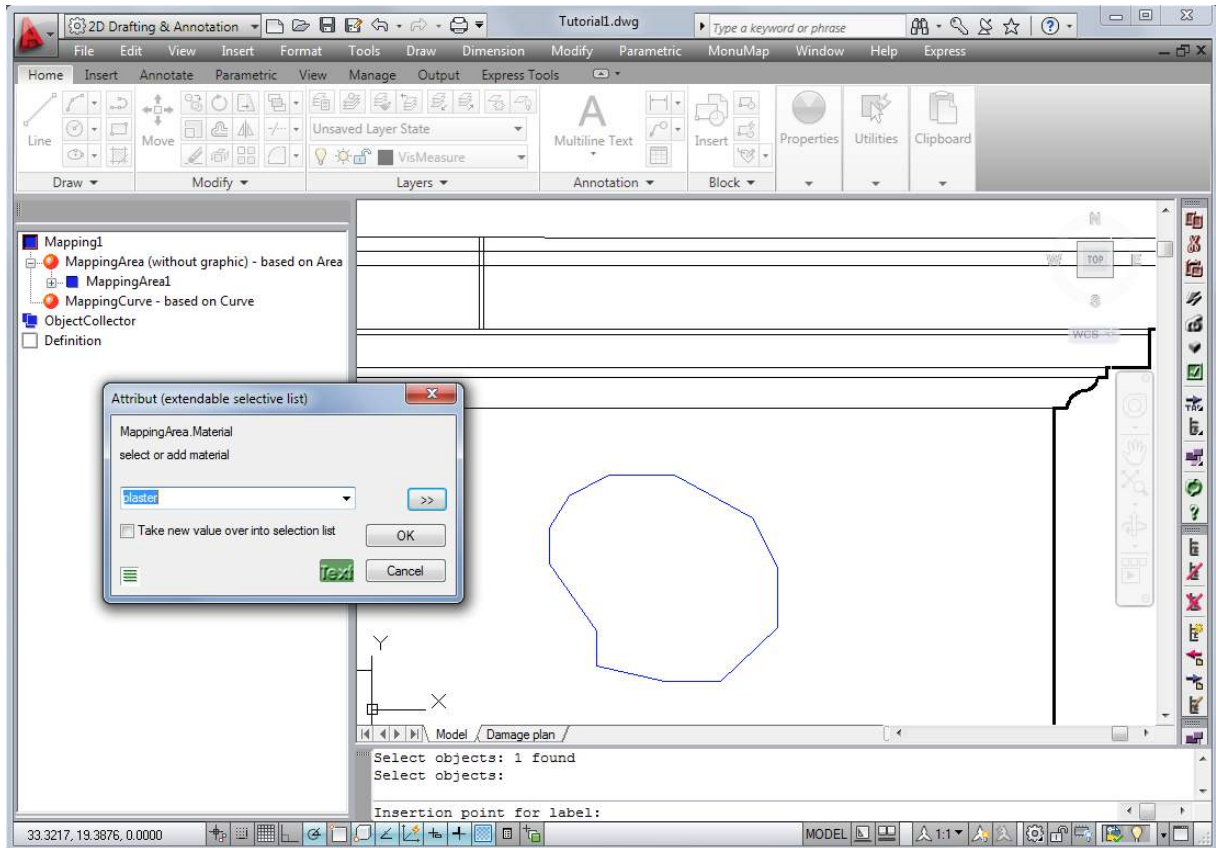 2D Drafting & Annotation
Tutorial1.dwg
Type a keyword or phrase
File Edit View Insert Format Tools Draw Dimension Modify Parametric MonuMap Window Help Express
Home Insert Annotate Parametric View Manage Output Express Tools
Line
Move
Unsaved Layer State
VisMeasure
Multiline Text
Insert
Properties
Utilities
Clipboard
Draw
Modify
Layers
Annotation
Block
Mapping1
MappingArea (without graphic) - based on Area
MappingArea1
MappingCurve - based on Curve
ObjectCollector
Definition
N
W TOP E
S
WCS
Attribut (extendable selective list)
MappingArea.Material
select or add material
plaster
>>
Take new value over into selection list
OK
Text
Cancel
Y
X
TAG
Model Damage plan
Select objects: 1 found
Select objects:
Insertion point for label:
33.3217, 19.3876, 0.0000
MODEL
1:1